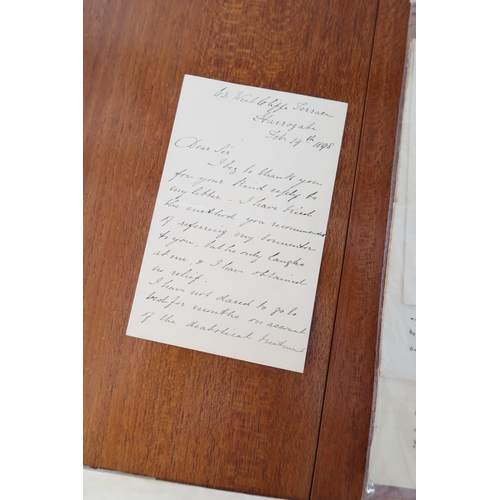 13 West Cliffe Terrace
Harrogate
Feb 19th 1898
Dear Sir
I beg to thank you
for your kind reply to
my letter - I have tried
the method you recommended
of referring my tormentor
to you, but he only laughs
at me, & I have obtained
no relief.
I have not dared to go to
bed for months on account
of the diabolical treatment